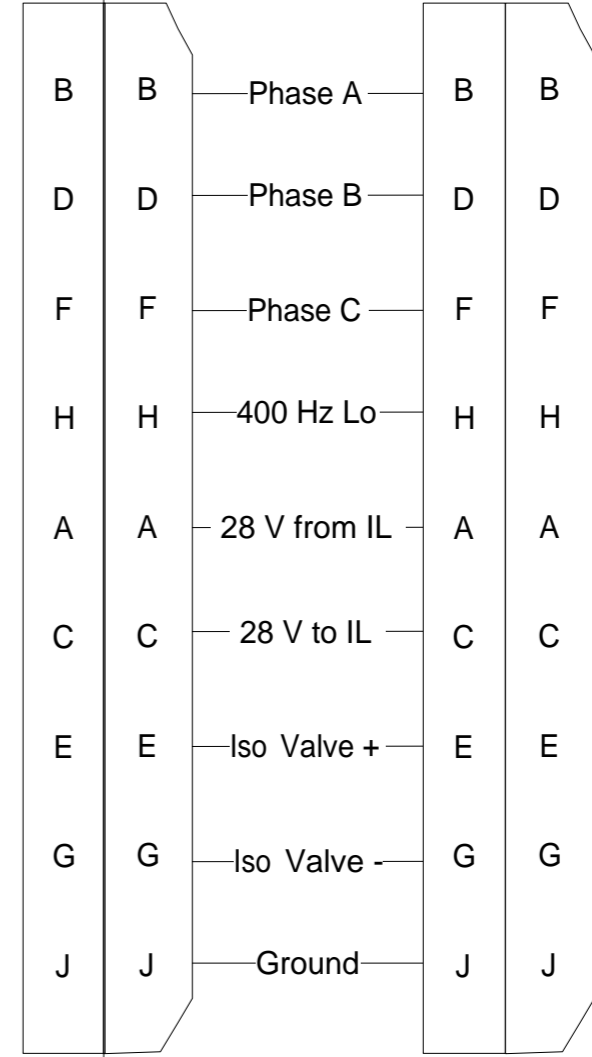 B B Phase A B B
D D Phase B D D
F F Phase C F F
H H 400 Hz Lo H H
A A 28 V from IL A A
C C 28 V to IL C C
E E Iso Valve + E E
G G Iso Valve - G G
J J Ground J J